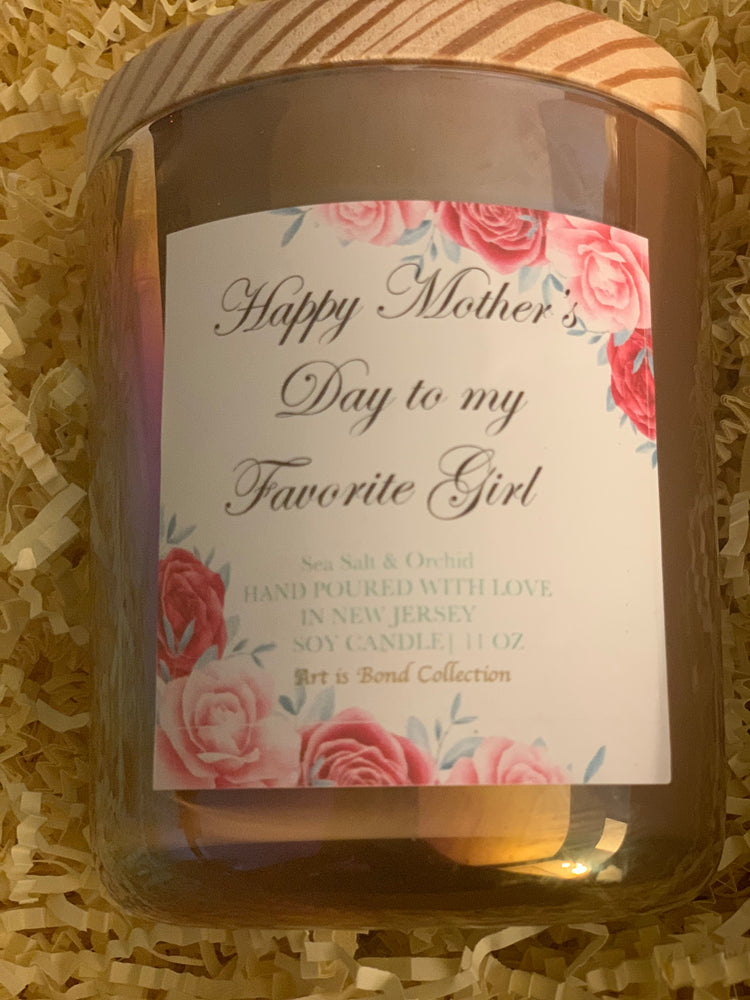 Happy Mother's
Day to my
Favorite Girl
Sea Salt & Orchid
HAND POURED WITH LOVE
IN NEW JERSEY
SOY CANDLE| 11 OZ
Art is Bond Collection